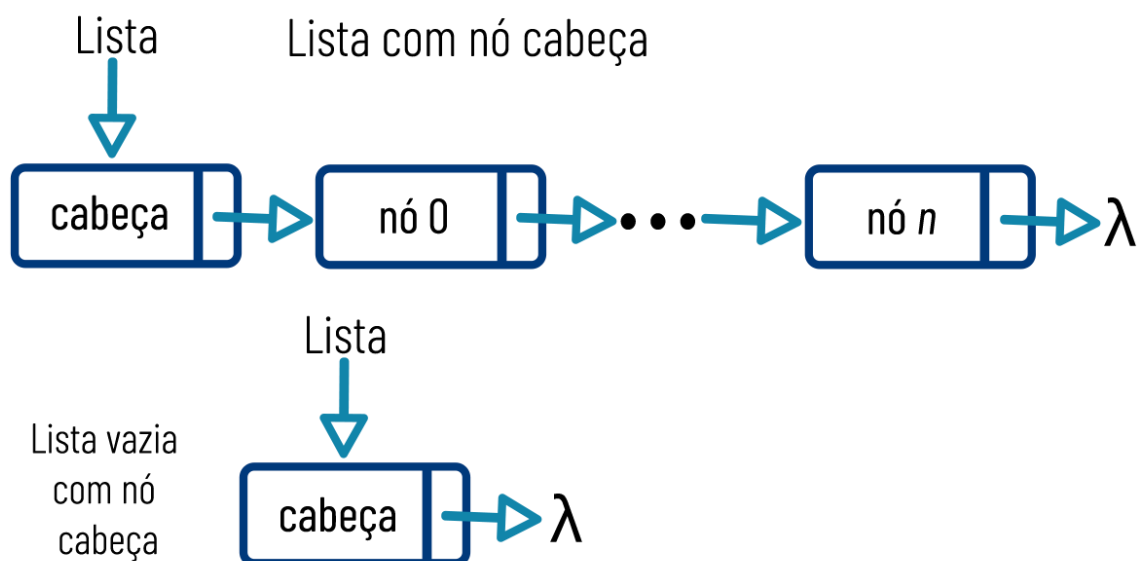 Lista
Lista com nó cabeça
cabeça
nó 0
nó n
λ
Lista
Lista vazia
com nó
cabeça
cabeça
λ